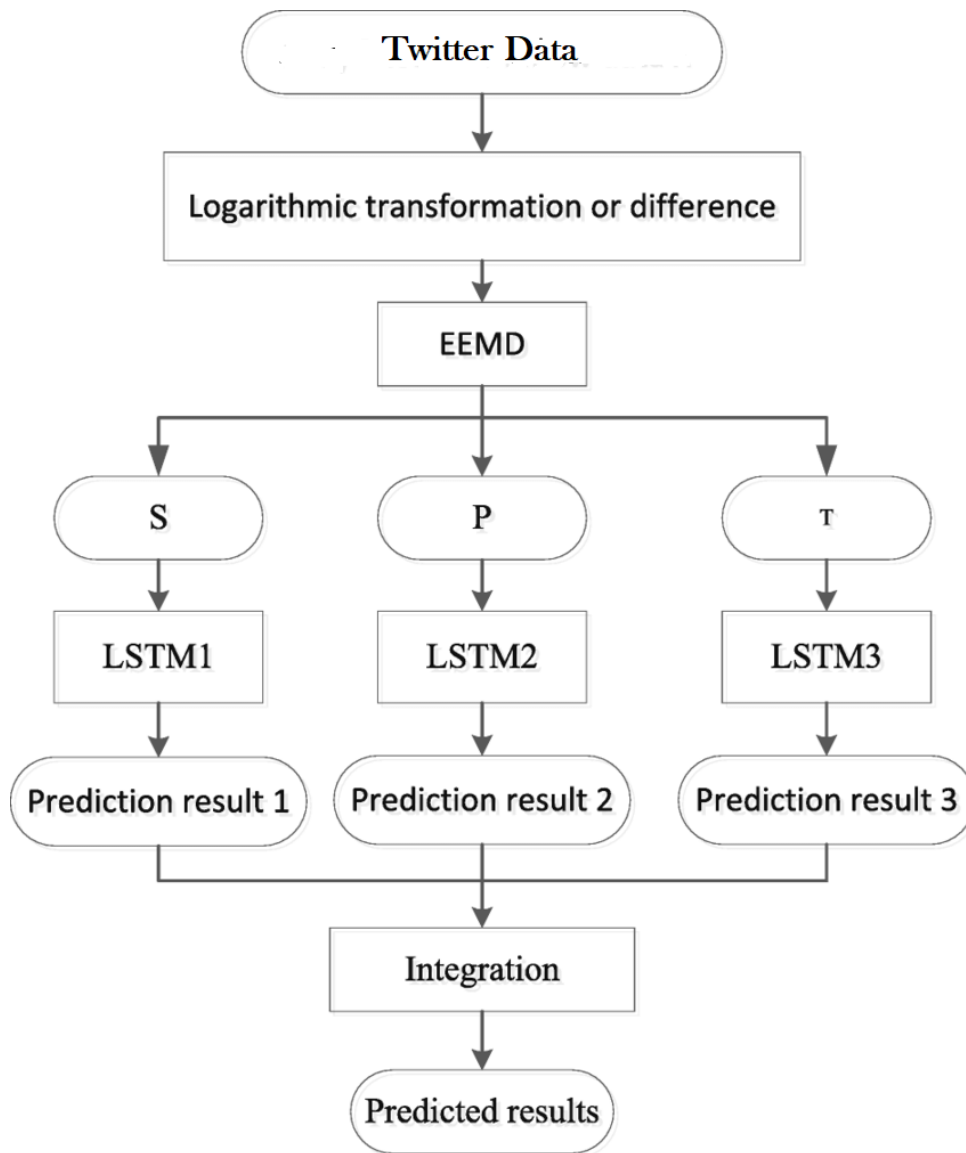 Twitter Data
Logarithmic transformation or difference
EEMD
S
P
T
LSTM1
LSTM2
LSTM3
Prediction result 1
Prediction result 2
Prediction result 3
Integration
Predicted results